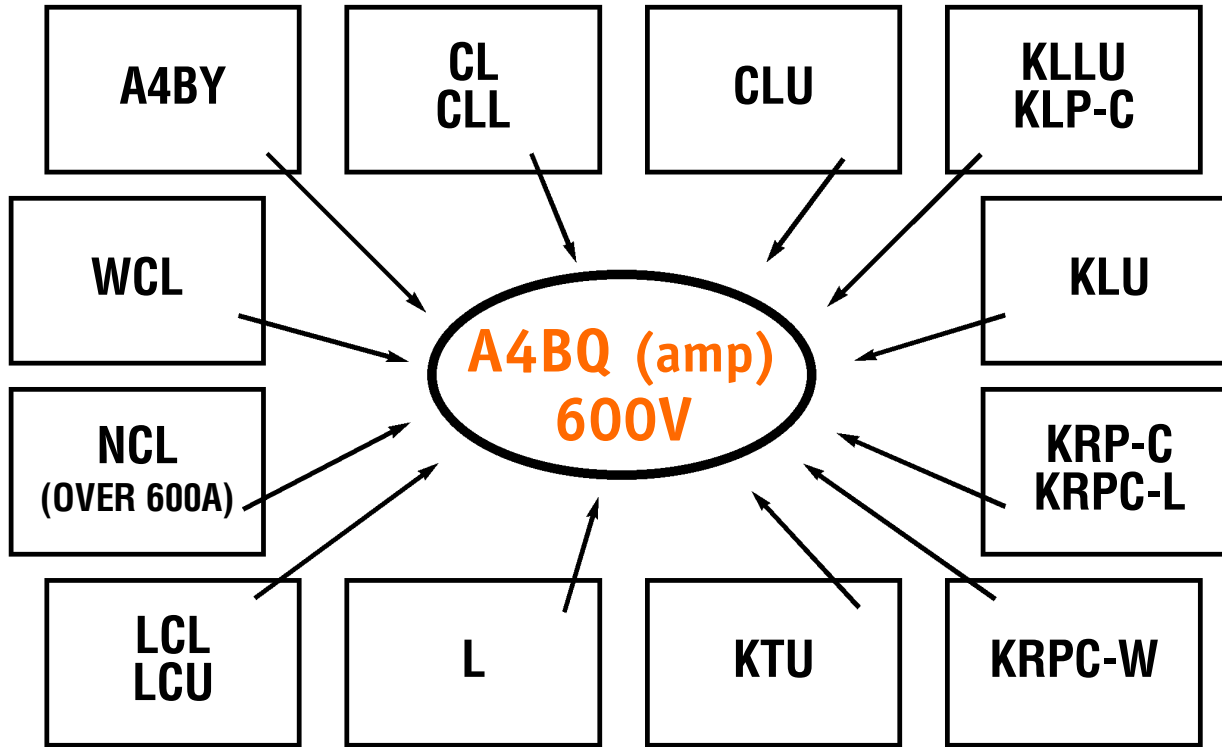 A4BY
CL
CLL
CLU
KLLU
KLP-C
WCL
A4BQ (amp)
600V
KLU
NCL
(OVER 600A)
KRP-C
KRPC-L
LCL
LCU
L
KTU
KRPC-W